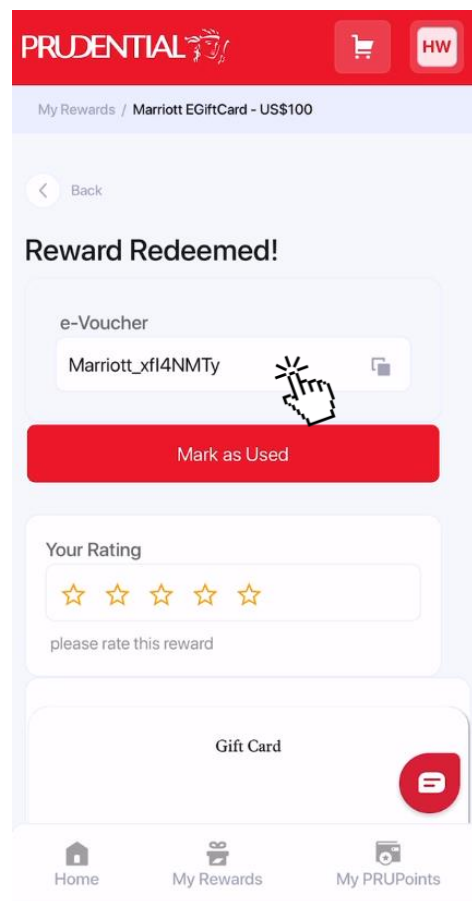 PRUDENTIAL
HW
My Rewards / Marriott EGiftCard - US$100
Back
Reward Redeemed!
e-Voucher
Marriott_xfI4NMTy
Mark as Used
Your Rating
please rate this reward
Gift Card
Home My Rewards My PRUPoints